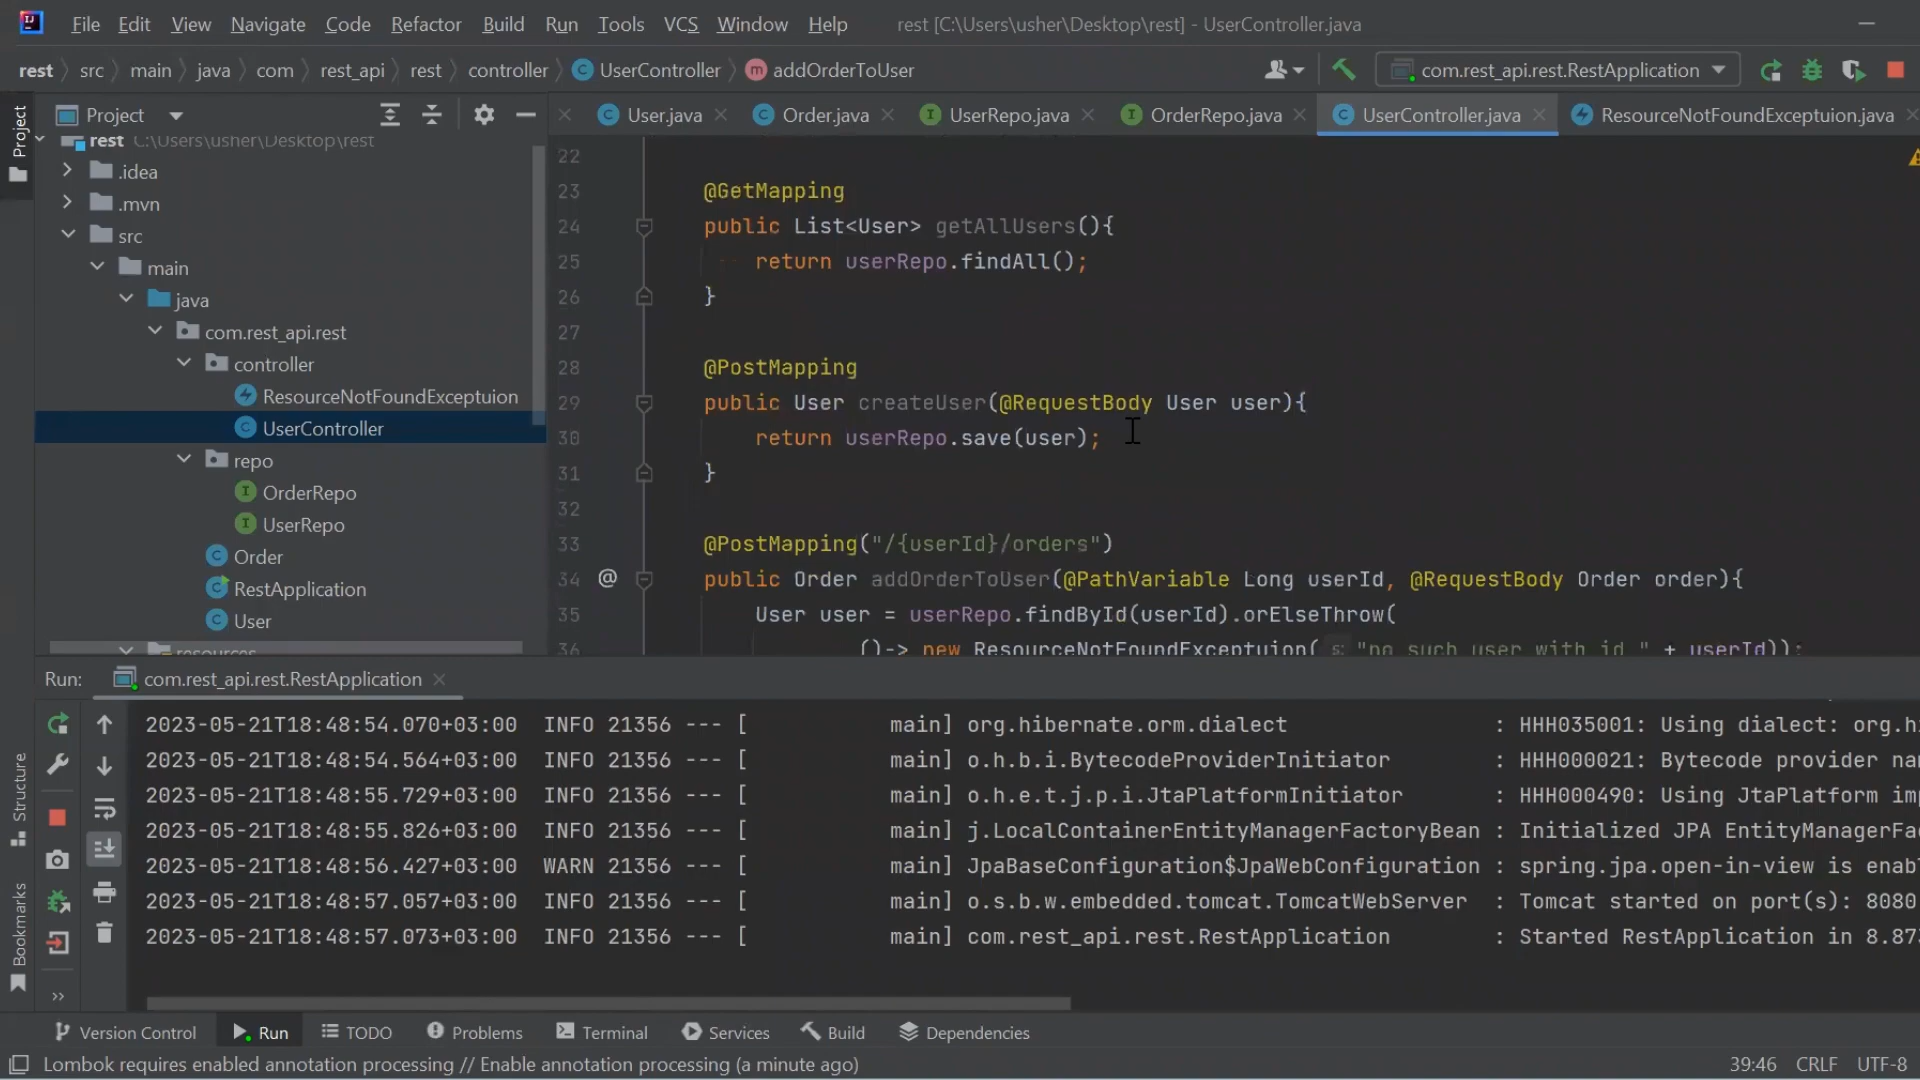 File Edit View Navigate Code Refactor Build Run Tools VCS Window Help rest [C:\Users\usher\Desktop\rest] - UserController.java
rest src main java com rest_api rest controller UserController addOrderToUser com.rest_api.rest.RestApplication
Project
User.java Order.java UserRepo.java OrderRepo.java UserController.java ResourceNotFoundExceptuion.java
Project
rest C:\Users\usher\Desktop\rest
.idea
.mvn
src
main
java
com.rest_api.rest
controller
ResourceNotFoundExceptuion
UserController
repo
OrderRepo
UserRepo
Order
RestApplication
User
resources
22
23 @GetMapping
24 public List<User> getAllUsers(){
25 return userRepo.findAll();
26 }
27
28 @PostMapping
29 public User createUser(@RequestBody User user){
30 return userRepo.save(user);
31 }
32
33 @PostMapping("/{userId}/orders")
34 @ public Order addOrderToUser(@PathVariable Long userId, @RequestBody Order order){
35 User user = userRepo.findById(userId).orElseThrow(
36 ()-> new ResourceNotFoundExceptuion( s: "no such user with id " + userId));
Run: com.rest_api.rest.RestApplication
2023-05-21T18:48:54.070+03:00 INFO 21356 --- [ main] org.hibernate.orm.dialect : HHH035001: Using dialect: org.hi
2023-05-21T18:48:54.564+03:00 INFO 21356 --- [ main] o.h.b.i.BytecodeProviderInitiator : HHH000021: Bytecode provider na
2023-05-21T18:48:55.729+03:00 INFO 21356 --- [ main] o.h.e.t.j.p.i.JtaPlatformInitiator : HHH000490: Using JtaPlatform im
2023-05-21T18:48:55.826+03:00 INFO 21356 --- [ main] j.LocalContainerEntityManagerFactoryBean : Initialized JPA EntityManagerFa
2023-05-21T18:48:56.427+03:00 WARN 21356 --- [ main] JpaBaseConfiguration$JpaWebConfiguration : spring.jpa.open-in-view is enab
2023-05-21T18:48:57.057+03:00 INFO 21356 --- [ main] o.s.b.w.embedded.tomcat.TomcatWebServer : Tomcat started on port(s): 8080
2023-05-21T18:48:57.073+03:00 INFO 21356 --- [ main] com.rest_api.rest.RestApplication : Started RestApplication in 8.87
Structure
Bookmarks
Version Control Run TODO Problems Terminal Services Build Dependencies
Lombok requires enabled annotation processing // Enable annotation processing (a minute ago) 39:46 CRLF UTF-8